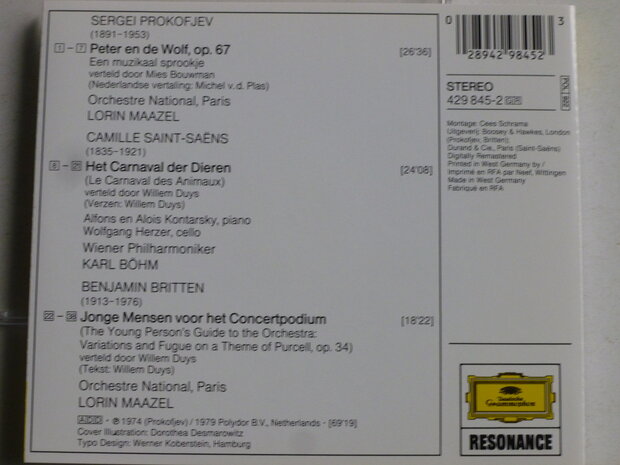 SERGEI PROKOFJEV
(1891–1953)
1 – 7 Peter en de Wolf, op. 67 [26'36]
Een muzikaal sprookje
verteld door Mies Bouwman
(Nederlandse vertaling: Michel v.d. Plas)
Orchestre National, Paris
LORIN MAAZEL
CAMILLE SAINT-SAËNS
(1835–1921)
8 – 21 Het Carnaval der Dieren [24'08]
(Le Carnaval des Animaux)
verteld door Willem Duys
(Verzen: Willem Duys)
Alfons en Alois Kontarsky, piano
Wolfgang Herzer, cello
Wiener Philharmoniker
KARL BÖHM
BENJAMIN BRITTEN
(1913–1976)
22 – 38 Jonge Mensen voor het Concertpodium [18'22]
(The Young Person's Guide to the Orchestra:
Variations and Fugue on a Theme of Purcell, op. 34)
verteld door Willem Duys
(Tekst: Willem Duys)
Orchestre National, Paris
LORIN MAAZEL
ADD · ℗ 1974 (Prokofjev) / 1979 Polydor B.V., Netherlands · [69'19]
Cover Illustration: Dorothea Desmarowitz
Typo Design: Werner Koberstein, Hamburg
0 28942 98452 3
STEREO
429 845-2 GR
POL 822
Montage: Cees Schrama
Uitgeverij: Boosey & Hawkes, London
(Prokofjev, Britten);
Durand & Cie., Paris (Saint-Saëns)
Digitally Remastered
Printed in West Germany by /
Imprimé en RFA par Neef, Wittingen
Made in West Germany
Fabriqué en RFA
Deutsche
Grammophon
RESONANCE